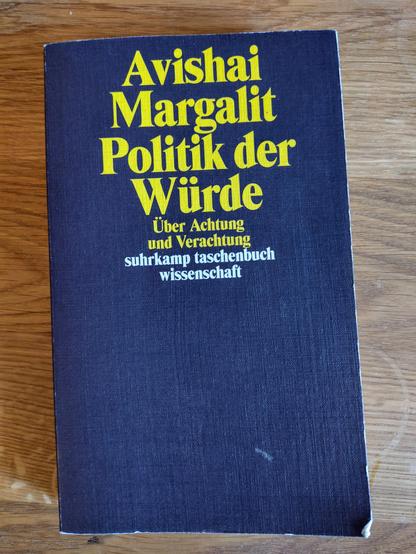 Avishai
Margalit
Politik der
Würde
Über Achtung
und Verachtung
suhrkamp taschenbuch
wissenschaft